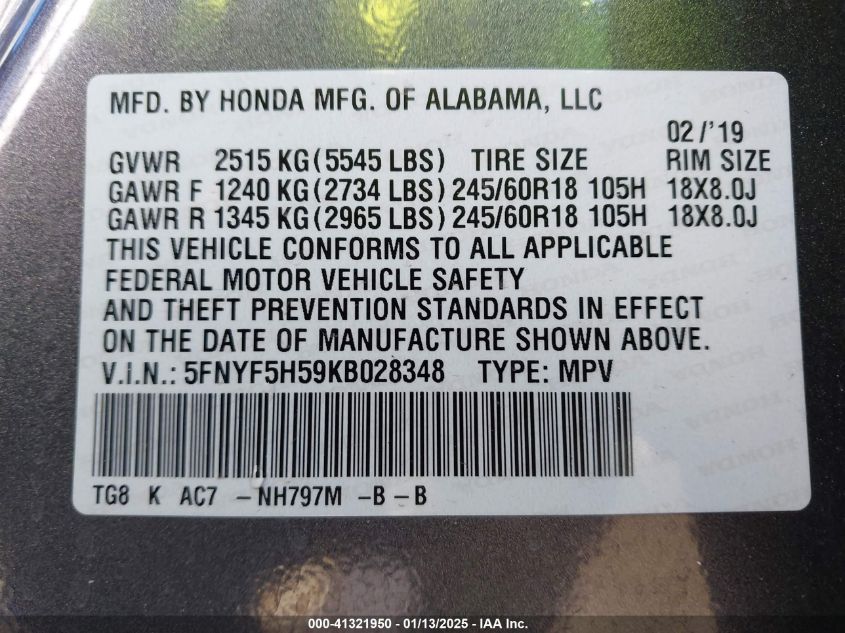 MFD. BY HONDA MFG. OF ALABAMA, LLC
02/'19
GVWR 2515 KG (5545 LBS) TIRE SIZE RIM SIZE
GAWR F 1240 KG (2734 LBS) 245/60R18 105H 18X8.0J
GAWR R 1345 KG (2965 LBS) 245/60R18 105H 18X8.0J
THIS VEHICLE CONFORMS TO ALL APPLICABLE
FEDERAL MOTOR VEHICLE SAFETY
AND THEFT PREVENTION STANDARDS IN EFFECT
ON THE DATE OF MANUFACTURE SHOWN ABOVE.
V.I.N.: 5FNYF5H59KB028348 TYPE: MPV
TG8 K AC7 -NH797M -B -B
000-41321950 - 01/13/2025 - IAA Inc.